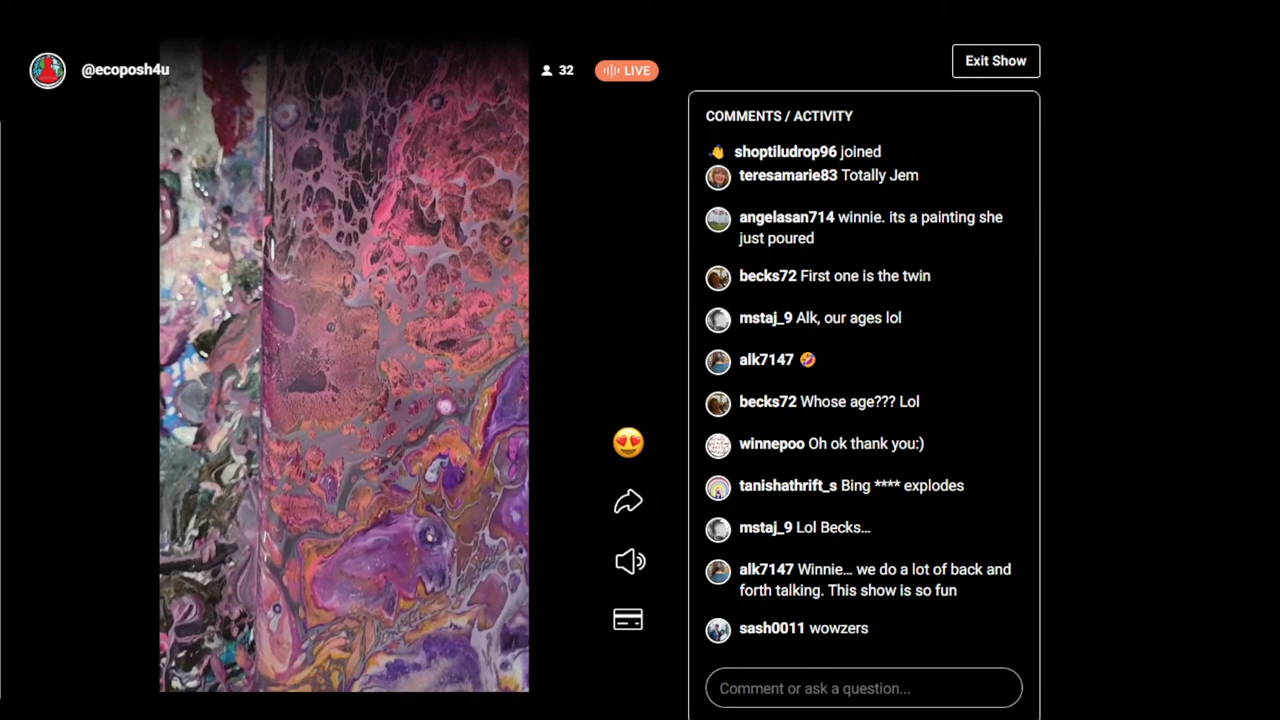 @ecoposh4u
32
LIVE
Exit Show
COMMENTS / ACTIVITY
shoptiludrop96 joined
teresamarie83 Totally Jem
angelasan714 winnie. its a painting she
just poured
becks72 First one is the twin
mstaj_9 Alk, our ages lol
alk7147 🤣
becks72 Whose age??? Lol
winnepoo Oh ok thank you:)
tanishathrift_s Bing **** explodes
mstaj_9 Lol Becks...
alk7147 Winnie... we do a lot of back and
forth talking. This show is so fun
sash0011 wowzers
Comment or ask a question...